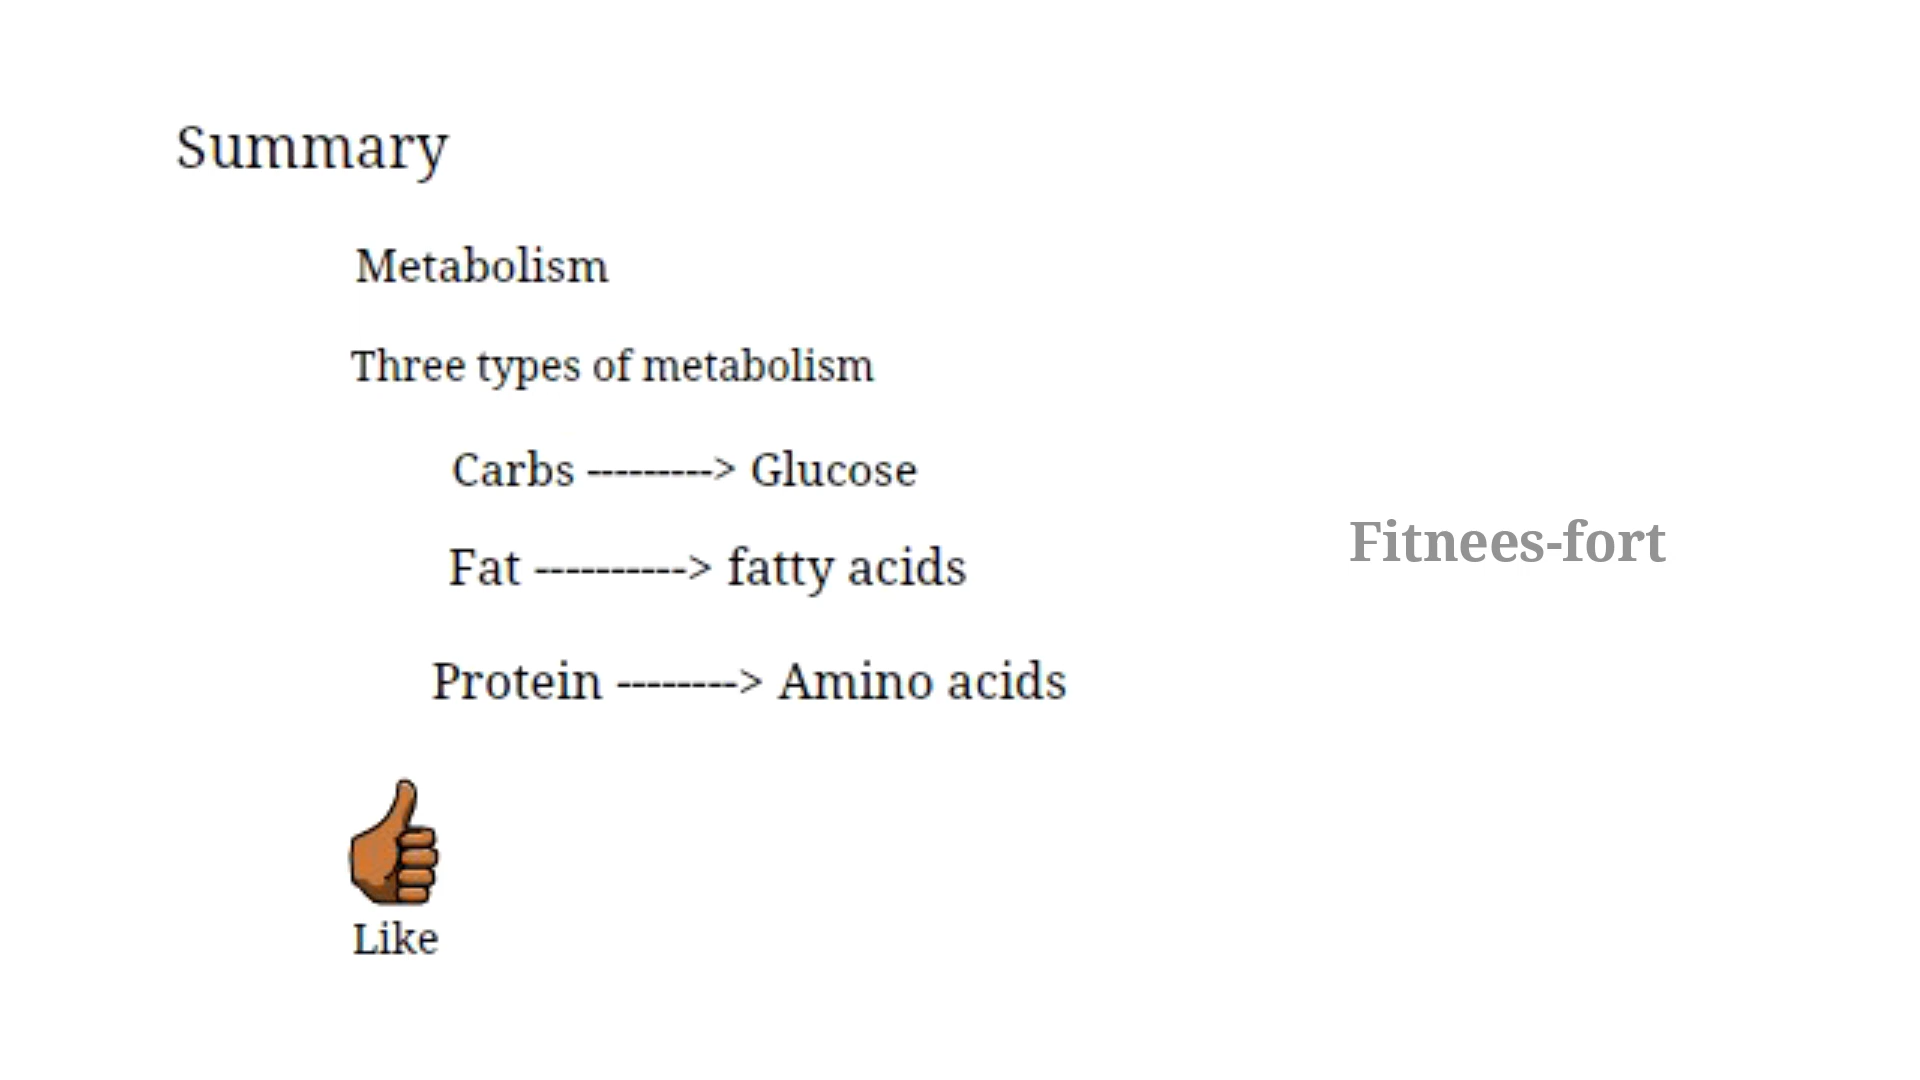 Summary
Metabolism
Three types of metabolism
Carbs ---------> Glucose
Fat ----------> fatty acids
Fitnees-fort
Protein --------> Amino acids
Like